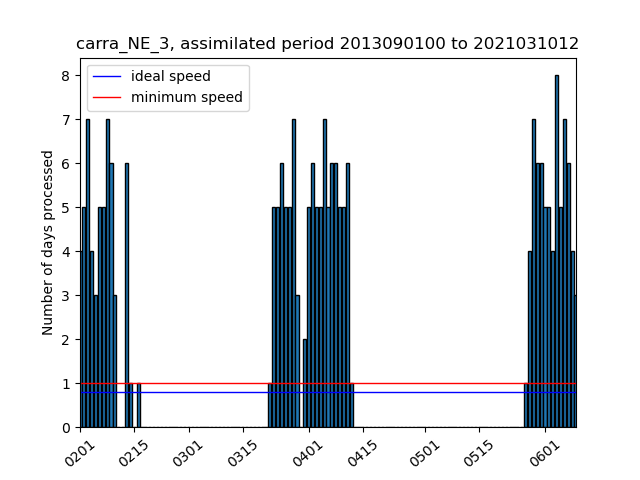 carra_NE_3, assimilated period 2013090100 to 2021031012
ideal speed
minimum speed
Number of days processed
8
7
6
5
4
3
2
1
0
0201 0215 0301 0315 0401 0415 0501 0515 0601